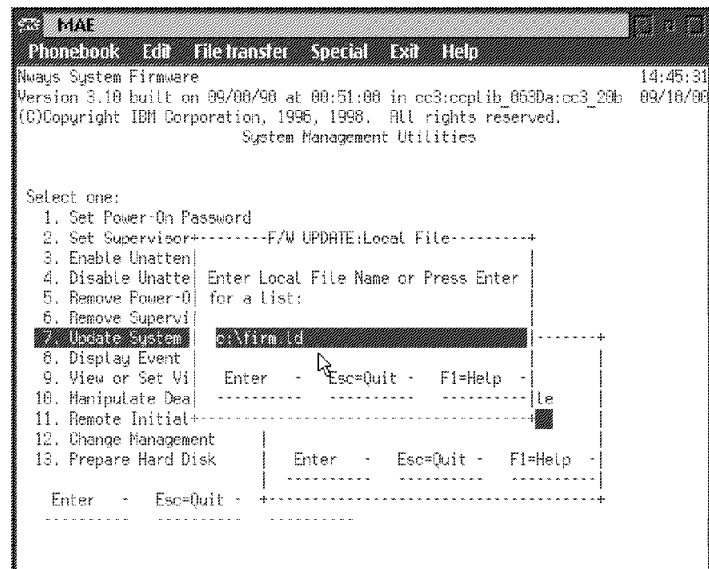 MAE
Phonebook Edit File transfer Special Exit Help
Nways System Firmware 14:45:31
Version 3.10 built on 09/08/98 at 00:51:08 in cc3:ccplib_063Da:cc3_20b 09/10/00
(C)Copyright IBM Corporation, 1996, 1998. All rights reserved.
System Management Utilities
Select one:
1. Set Power-On Password
2. Set Supervisor+--------F/W UPDATE:Local File---------+
3. Enable Unatten|
4. Disable Unatte| Enter Local File Name or Press Enter |
5. Remove Power-O| for a list: |
6. Remove Supervi|
7. Update System | c:\firm.ld |-------+
8. Display Event |
9. View or Set Vi| Enter - Esc=Quit - F1=Help -|
10. Manipulate Dea| ---------- ---------- ----------|le
11. Remote Initial+-------------------------------------+
12. Change Management |
13. Prepare Hard Disk | Enter - Esc=Quit - F1=Help -|
Enter - Esc=Quit -